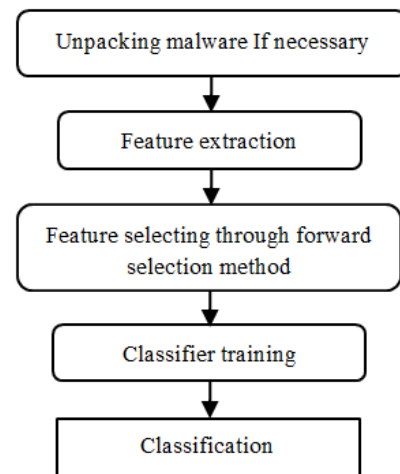 Unpacking malware If necessary
Feature extraction
Feature selecting through forward
selection method
Classifier training
Classification